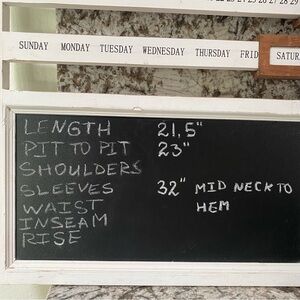 SUNDAY MONDAY TUESDAY WEDNESDAY THURSDAY FRID SATUR
LENGTH 21,5"
PIT TO PIT 23"
SHOULDERS
SLEEVES 32" MID NECK TO
WAIST HEM
INSEAM
RISE